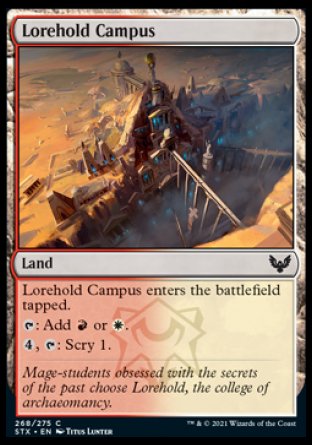 Lorehold Campus
Land
Lorehold Campus enters the battlefield
tapped.
: Add or .
4, : Scry 1.
Mage-students obsessed with the secrets
of the past choose Lorehold, the college of
archaeomancy.
268/275 C
STX • EN TITUS LUNTER
™ & © 2021 Wizards of the Coast